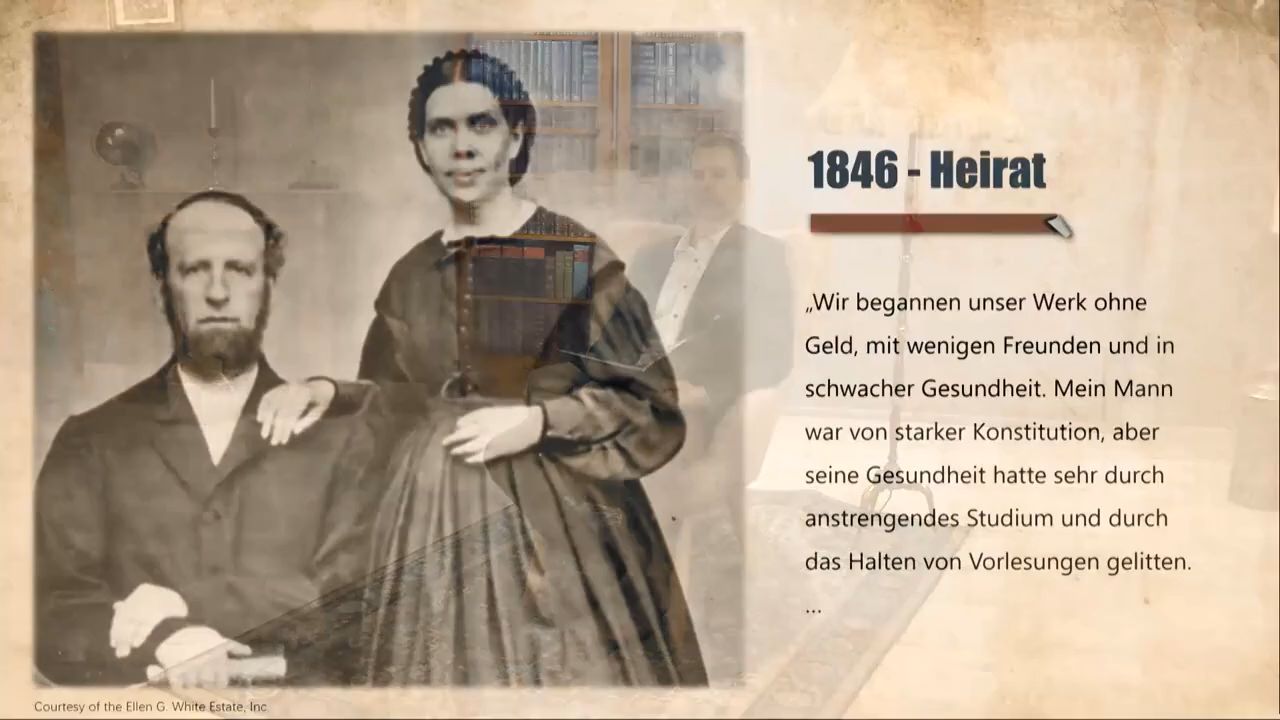 1846 - Heirat
„Wir begannen unser Werk ohne
Geld, mit wenigen Freunden und in
schwacher Gesundheit. Mein Mann
war von starker Konstitution, aber
seine Gesundheit hatte sehr durch
anstrengendes Studium und durch
das Halten von Vorlesungen gelitten.
...
Courtesy of the Ellen G. White Estate, Inc